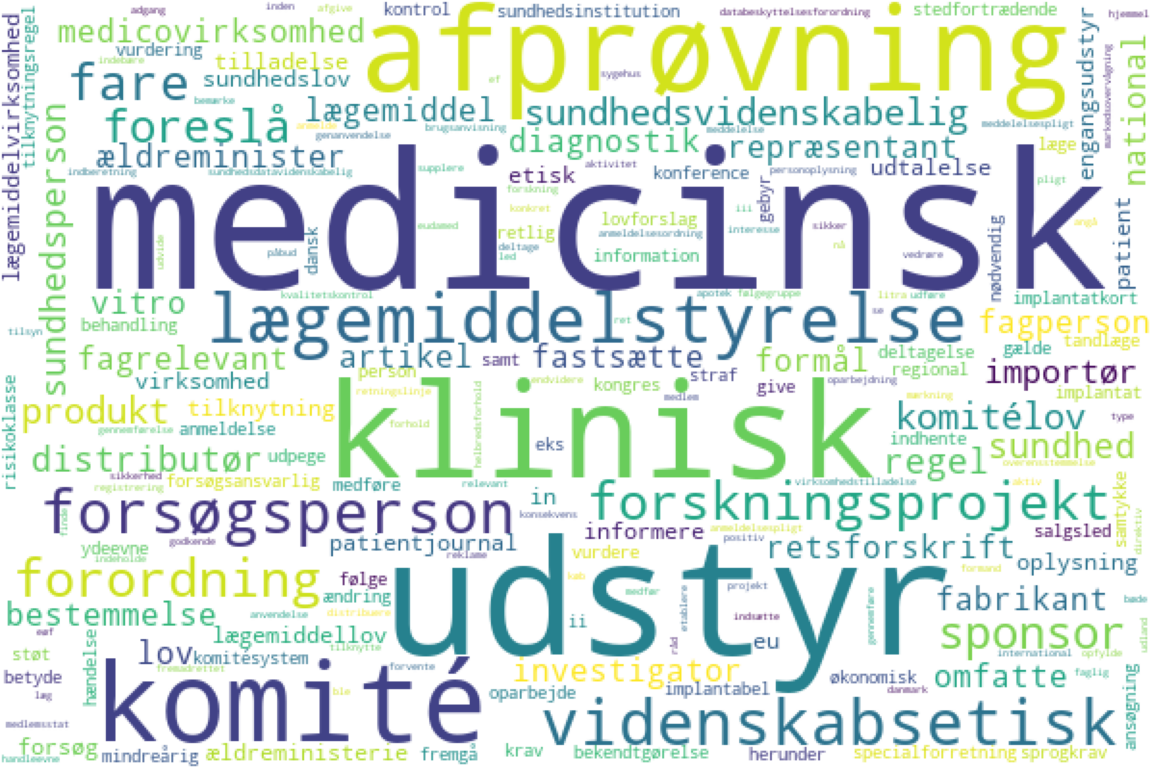 adgang
inden
afgive
kontrol
sundhedsinstitution
databeskyttelsesforordning
stedfortrædende
hjemmel
medicovirksomhed
afprøvning
vurdering
tilladelse
indebære
ef
sygehus
fare
sundhedslov
bemærke
lægemiddel
sundhedsvidenskabelig
foreslå
anmelde
genanvendelse
brugsanvisning
meddelelse
meddelelsespligt
diagnostik
repræsentant
læge
ældreminister
supplere
aktivitet
etisk
konference
personoplysning
udtalelse
pligt
indberetning
sundhedsdatavidenskabelig
forskning
gebyr
lægemiddelvirksomhed
tilknytningsregel
sundhedsperson
engangsudstyr
markedsovervågning
national
medicinsk
konkret
lovforslag
iii
sikker
angå
eudamed
retlig
anmeldelsesordning
interesse
nå
deltage
led
information
vedrøre
udvide
påbud
dansk
nødvendig
patient
vitro
kvalitetskontrol
apotek
følgegruppe
litra
udføre
implantatkort
lægemiddelstyrelse
se
fagperson
tilsyn
behandling
ret
tandlæge
fagrelevant
artikel
samt
fastsætte
formål
deltagelse
gælde
regional
virksomhed
person
endvidere
kongres
straf
give
oparbejdning
importør
retningslinje
medlem
mærkning
implantat
risikoklasse
produkt
tilknytning
klinisk
komitélov
type
gennemførelse
anmeldelse
forhold
helbredsforhold
eks
indhente
sundhed
distributør
udpege
regel
overensstemmelse
sikkerhed
forsøgsansvarlig
medføre
relevant
virksomhedstilladelse
aktiv
registrering
in
forskningsprojekt
forsøgsperson
konsekvens
samtykke
finde
godkende
patientjournal
informere
anmeldelsespligt
salgsled
direktiv
ydeevne
reklame
vurdere
positiv
retsforskrift
oplysning
indeholde
forordning
følge
udstyr
køb
projekt
formand
ændring
medfør
fabrikant
bøde
bestemmelse
anvendelse
distribuere
ii
råd
etablere
indsætte
gennemføre
eøf
lægemiddellov
tilknytte
eu
sponsor
udland
støt
hændelse
lov
komitésystem
forvente
international
opfylde
betyde
fremadrettet
investigator
økonomisk
omfatte
faglig
læg
komité
ble
oparbejde
implantabel
danmark
ansøgning
medlemsstat
videnskabsetisk
forsøg
handleevne
mindreårig
ældreministerie
fremgå
krav
bekendtgørelse
herunder
specialforretning
sprogkrav